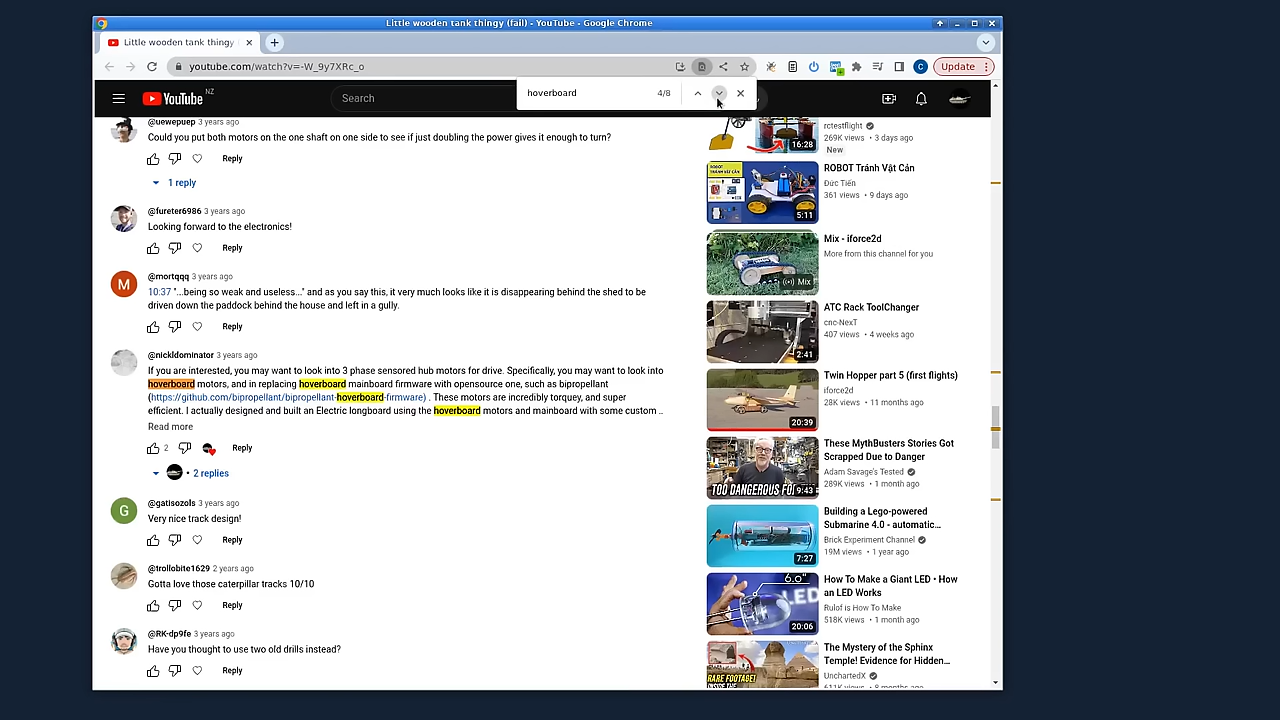 Little wooden tank thingy (fail) - YouTube - Google Chrome
Little wooden tank thingy
youtube.com/watch?v=-W_9y7XRc_o
Update
hoverboard 4/8
YouTube NZ
Search
@uewepuep 3 years ago
Could you put both motors on the one shaft on one side to see if just doubling the power gives it enough to turn?
Reply
1 reply
@fureter6986 3 years ago
Looking forward to the electronics!
Reply
@mortqqq 3 years ago
M
10:37 "...being so weak and useless..." and as you say this, it very much looks like it is disappearing behind the shed to be
driven down the paddock behind the house and left in a gully.
Reply
@nickldominator 3 years ago
If you are interested, you may want to look into 3 phase sensored hub motors for drive. Specifically, you may want to look into
hoverboard motors, and in replacing hoverboard mainboard firmware with opensource one, such as bipropellant
(https://github.com/bipropellant/bipropellant-hoverboard-firmware) . These motors are incredibly torquey, and super
efficient. I actually designed and built an Electric longboard using the hoverboard motors and mainboard with some custom ..
Read more
2 Reply
• 2 replies
@gatisozols 3 years ago
G
Very nice track design!
Reply
@trollobite1629 2 years ago
Gotta love those caterpillar tracks 10/10
Reply
@RK-dp9fe 3 years ago
Have you thought to use two old drills instead?
Reply
16:28
rctestflight
269K views • 3 days ago
New
5:11
ROBOT Tránh Vật Cản
Đức Tiến
361 views • 9 days ago
Mix
Mix - iforce2d
More from this channel for you
2:41
ATC Rack ToolChanger
cnc-NexT
407 views • 4 weeks ago
20:39
Twin Hopper part 5 (first flights)
iforce2d
28K views • 11 months ago
TOO DANGEROUS FO
9:43
These MythBusters Stories Got
Scrapped Due to Danger
Adam Savage's Tested
289K views • 1 month ago
7:27
Building a Lego-powered
Submarine 4.0 - automatic...
Brick Experiment Channel
19M views • 1 year ago
6.0"
LED
20:06
How To Make a Giant LED • How
an LED Works
Rulof is How To Make
518K views • 1 month ago
RARE FOOTAGE!
The Mystery of the Sphinx
Temple! Evidence for Hidden...
UnchartedX
611K views • 8 months ago